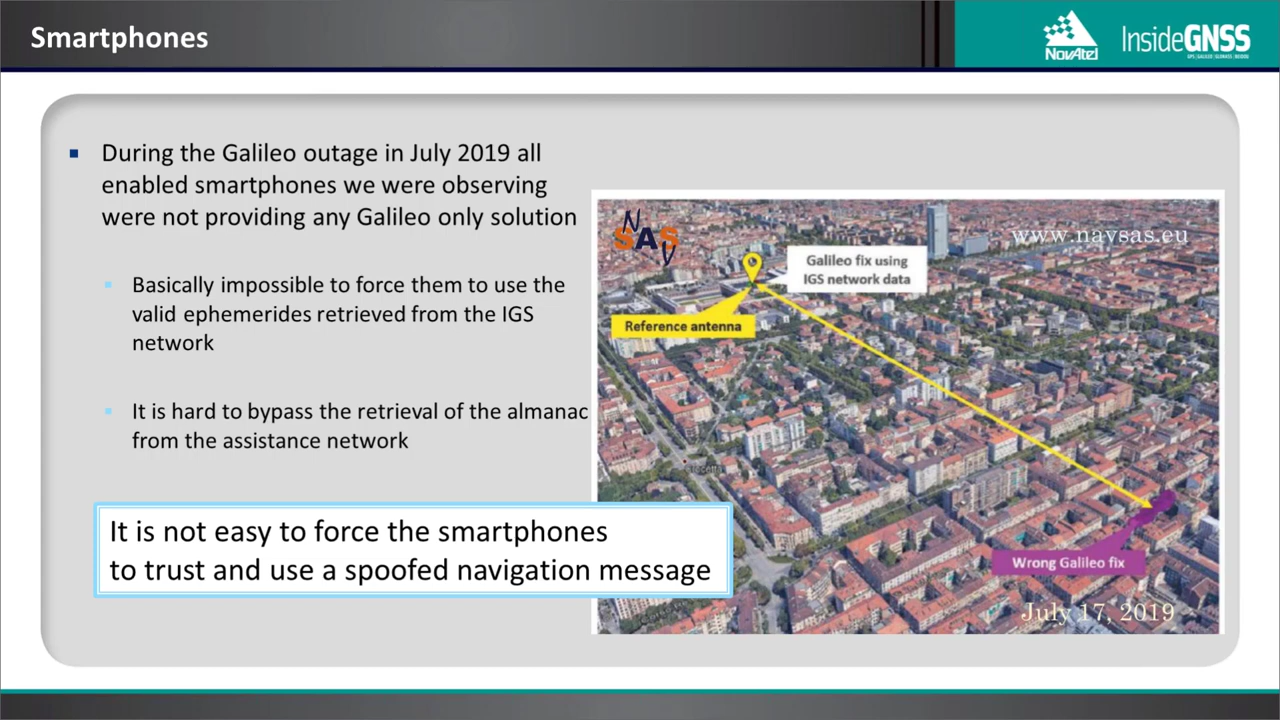 Smartphones
NovAtel
InsideGNSS
During the Galileo outage in July 2019 all
enabled smartphones we were observing
were not providing any Galileo only solution
Basically impossible to force them to use the
valid ephemerides retrieved from the IGS
network
It is hard to bypass the retrieval of the almanac
from the assistance network
It is not easy to force the smartphones
to trust and use a spoofed navigation message
NAVSAS
www.navsas.eu
Galileo fix using
IGS network data
Reference antenna
Wrong Galileo fix
July 17, 2019